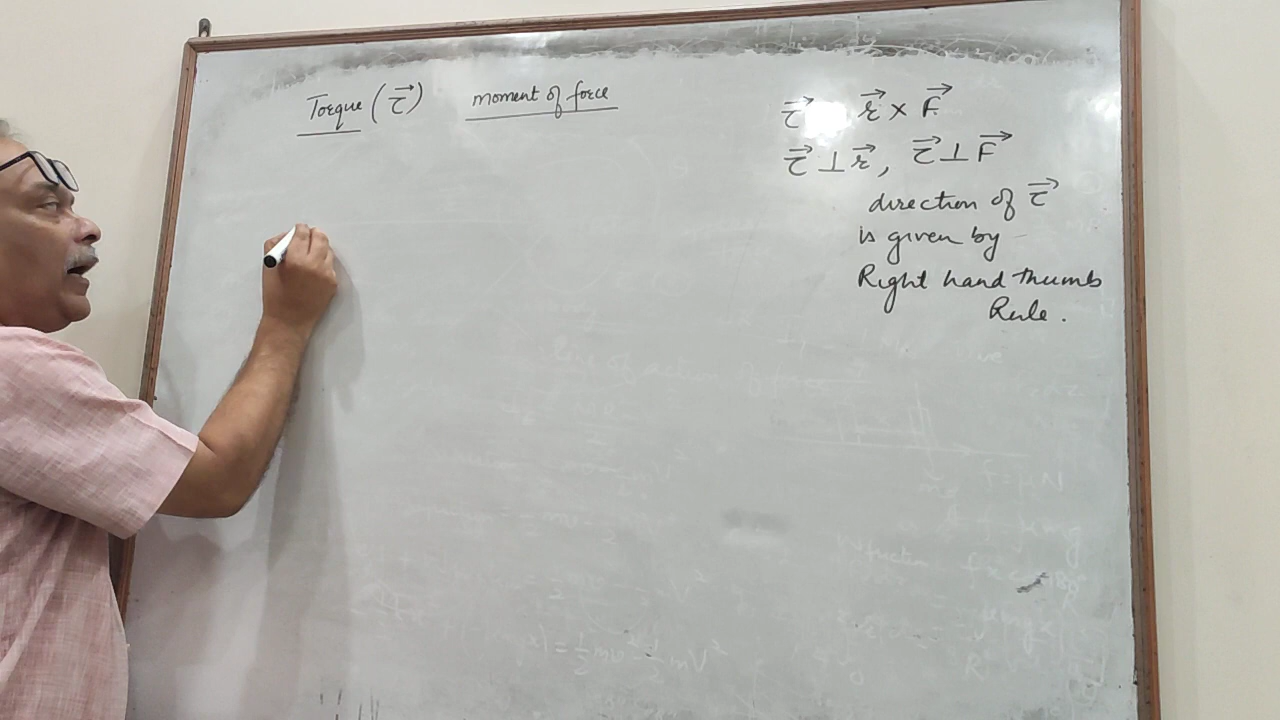 Torque (τ⃗) moment of force
τ⃗ r⃗ × F⃗
τ⃗ ⊥ r⃗, τ⃗ ⊥ F⃗
direction of τ⃗
is given by
Right hand thumb
Rule.